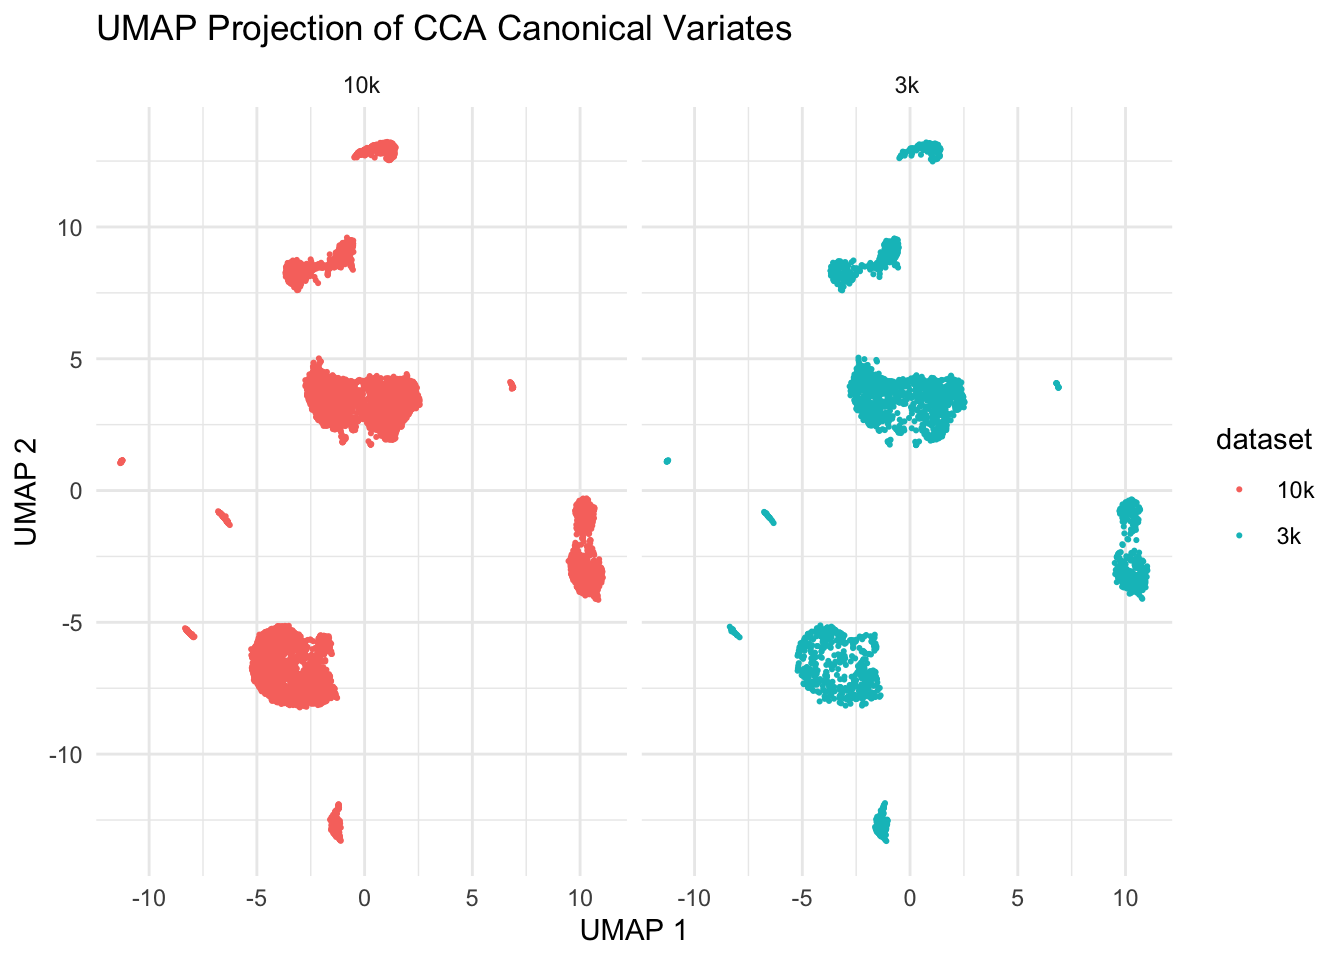 UMAP Projection of CCA Canonical Variates
10k
3k
10
5
0
-5
-10
UMAP 2
-10 -5 0 5 10
-10 -5 0 5 10
UMAP 1
dataset
10k
3k